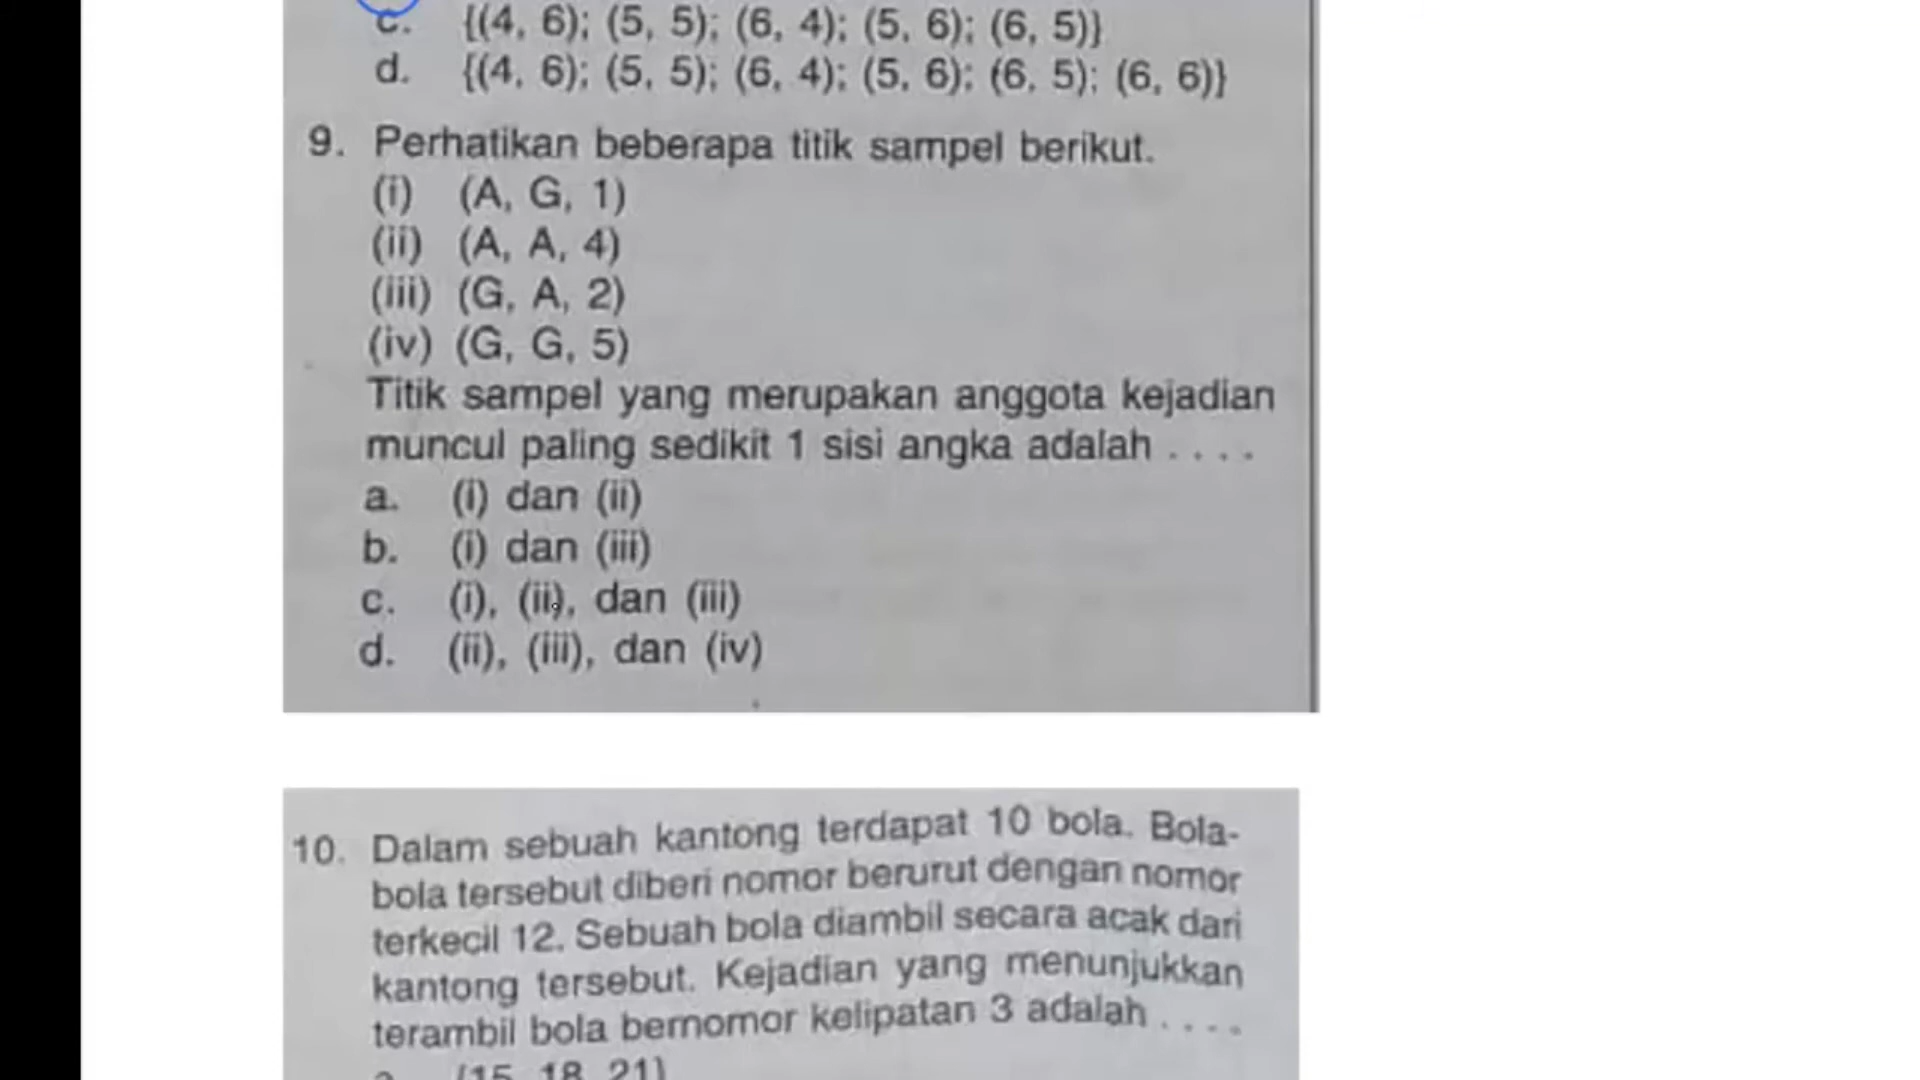 c. {(4, 6); (5, 5); (6, 4); (5, 6); (6, 5)}
d. {(4, 6); (5, 5); (6, 4); (5, 6); (6, 5); (6, 6)}
9. Perhatikan beberapa titik sampel berikut.
(i) (A, G, 1)
(ii) (A, A, 4)
(iii) (G, A, 2)
(iv) (G, G, 5)
Titik sampel yang merupakan anggota kejadian
muncul paling sedikit 1 sisi angka adalah . . . .
a. (i) dan (ii)
b. (i) dan (iii)
c. (i), (ii), dan (iii)
d. (ii), (iii), dan (iv)
10. Dalam sebuah kantong terdapat 10 bola. Bola-
bola tersebut diberi nomor berurut dengan nomor
terkecil 12. Sebuah bola diambil secara acak dari
kantong tersebut. Kejadian yang menunjukkan
terambil bola bernomor kelipatan 3 adalah . . . .
a. {15, 18, 21}